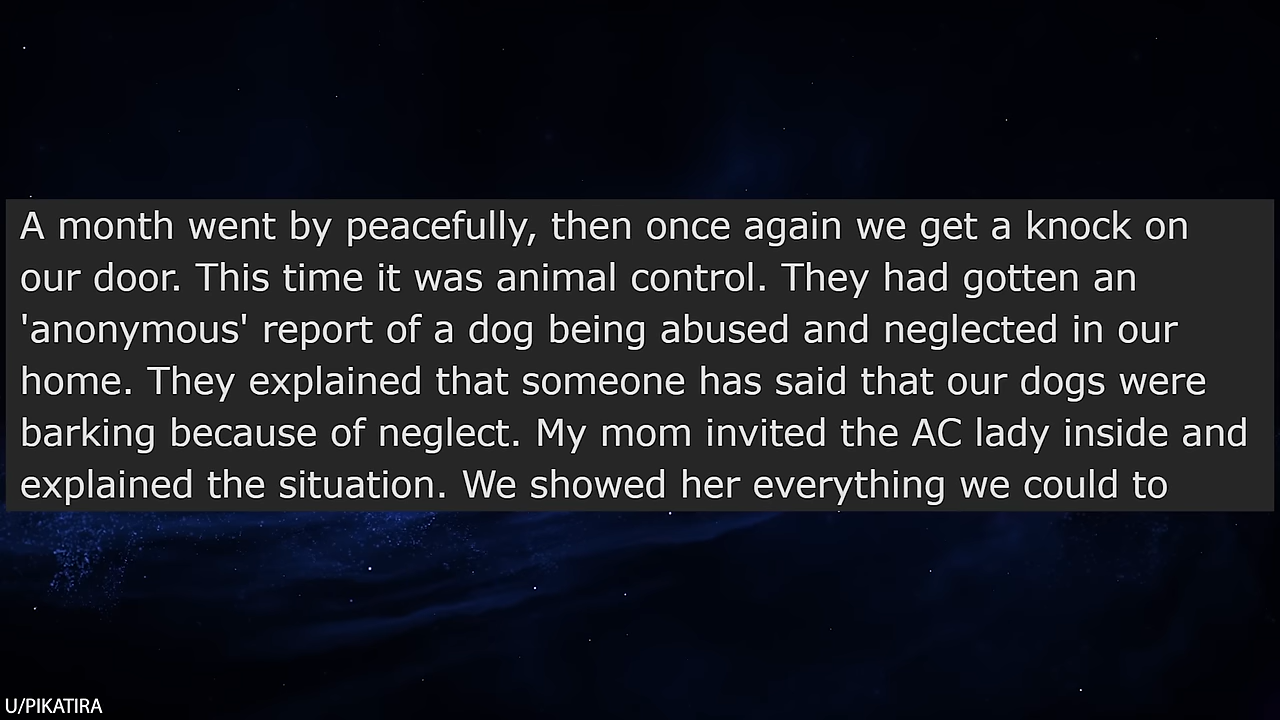 A month went by peacefully, then once again we get a knock on
our door. This time it was animal control. They had gotten an
'anonymous' report of a dog being abused and neglected in our
home. They explained that someone has said that our dogs were
barking because of neglect. My mom invited the AC lady inside and
explained the situation. We showed her everything we could to
U/PIKATIRA